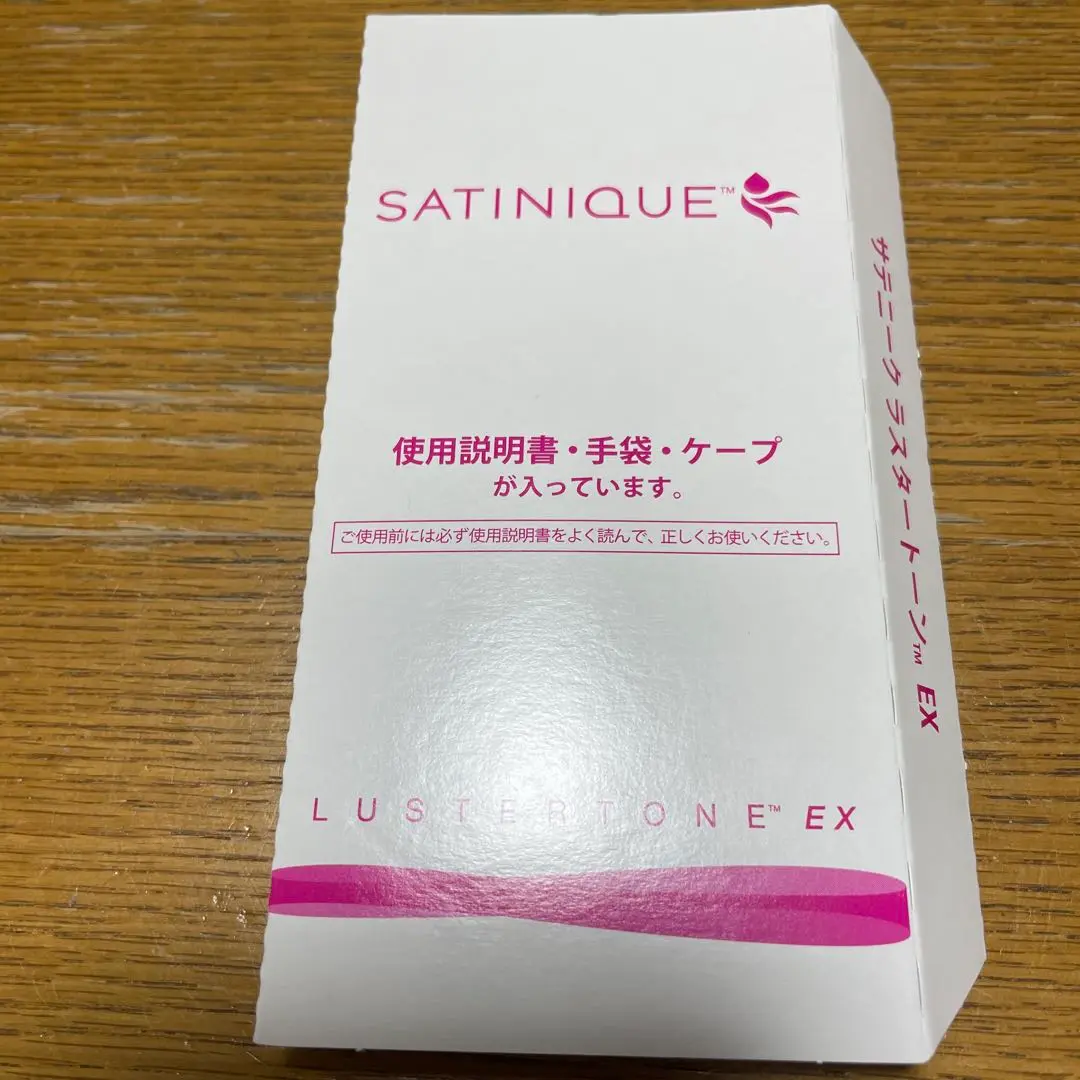 SATINIQUE™
使用説明書・手袋・ケープ
が入っています。
ご使用前には必ず使用説明書をよく読んで、正しくお使いください。
LUSTERTONE™ EX
サテニーク ラスタートーン™ EX